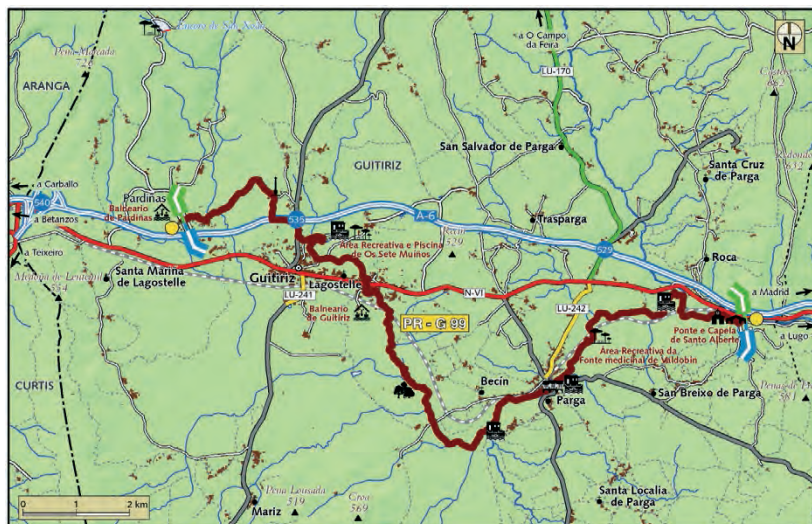 a O Campo
da Feira
N
ARANGA
LU-170
GUITIRIZ
San Salvador de Parga
Santa Cruz
de Parga
a Carballo
Pardiñas
Balneario
de Pardiñas
540
a Betanzos
535
A-6
Trasparga
Área Recreativa e Piscina
de Os Sete Muíños
529
529
a Teixeiro
Santa Mariña
de Lagostelle
Guitiriz
Lagostelle
Roca
a Madrid
LU-241
N-VI
Balneario
de Guitiriz
LU-242
PR - G 99
Ponte e Capela
de Santo Alberte
a Lugo
Área Recreativa da
Fonte medicinal de Valdobín
Becín
CURTIS
Parga
San Breixo de Parga
Pena Lousada
519
Croa
569
Mariz
Santa Locaia
de Parga
0 1 2 km